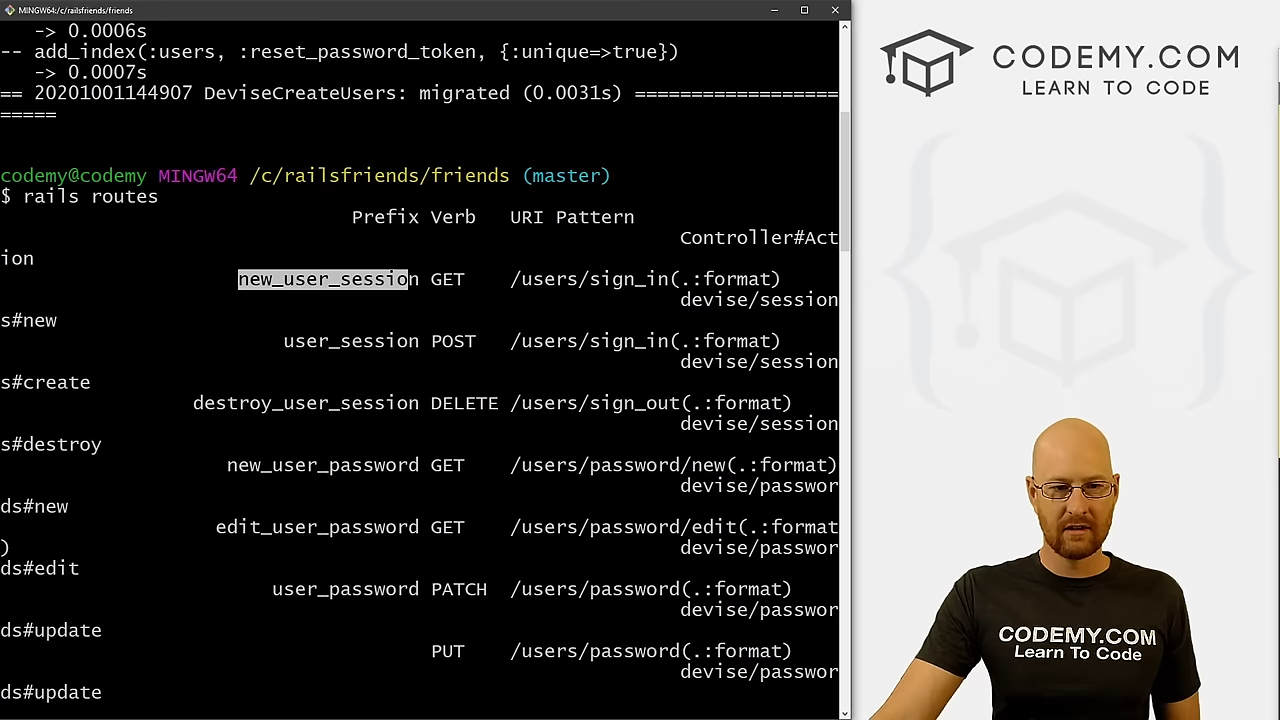 MINGW64:/c/railsfriends/friends
-> 0.0006s
-- add_index(:users, :reset_password_token, {:unique=>true})
-> 0.0007s
== 20201001144907 DeviseCreateUsers: migrated (0.0031s) ==================
=====
codemy@codemy MINGW64 /c/railsfriends/friends (master)
$ rails routes
Prefix Verb URI Pattern
Controller#Act
ion
new_user_session GET /users/sign_in(.:format)
devise/session
s#new
user_session POST /users/sign_in(.:format)
devise/session
s#create
destroy_user_session DELETE /users/sign_out(.:format)
devise/session
s#destroy
new_user_password GET /users/password/new(.:format)
devise/passwor
ds#new
edit_user_password GET /users/password/edit(.:format
)
devise/passwor
ds#edit
user_password PATCH /users/password(.:format)
devise/passwor
ds#update
PUT /users/password(.:format)
devise/passwor
ds#update
CODEMY.COM
LEARN TO CODE
CODEMY.COM
Learn To Code